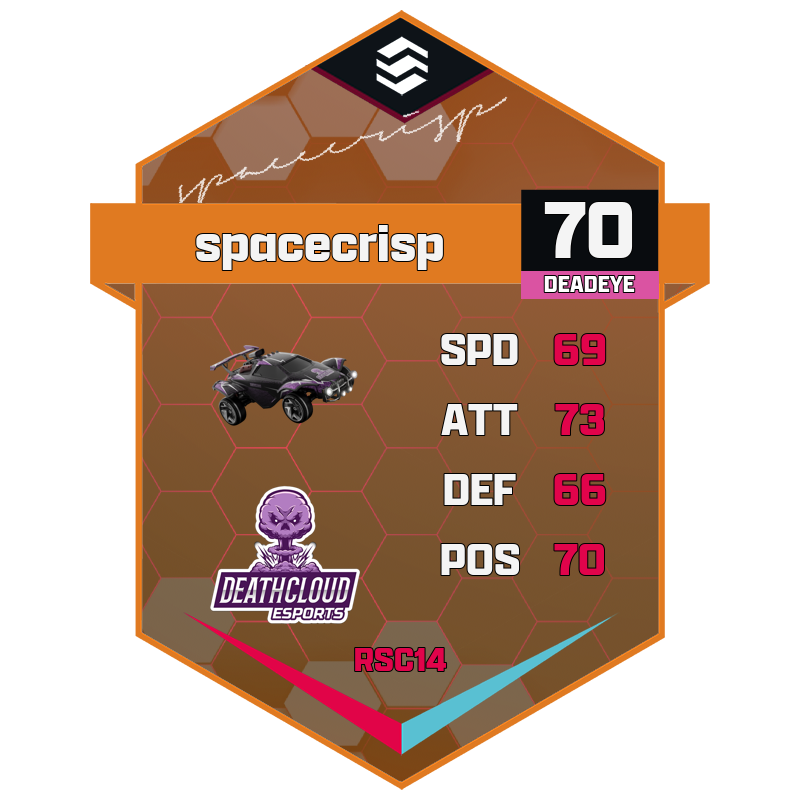 spacecrisp
spacecrisp
70
DEADEYE
SPD 69
ATT 73
DEF 66
POS 70
DEATHCLOUD
ESPORTS
RSC14